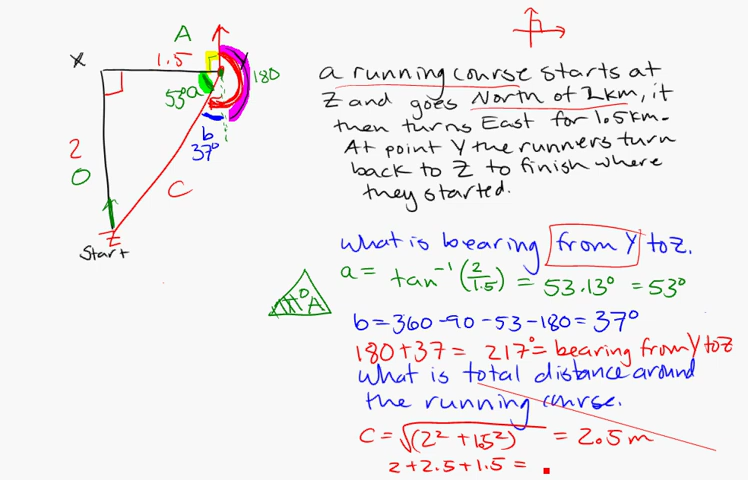 A
X
1.5
Y
180
53° a
b
37°
2
O
C
Z
Start
a running course starts at
Z and goes North of 2km, it
then turns East for 1.5km.
At point Y the runners turn
back to Z to finish where
they started.
What is bearing from Y to Z.
a = tan⁻¹(2/1.5) = 53.13° = 53°
T O A
b = 360 - 90 - 53 - 180 = 37°
180 + 37 = 217° = bearing from Y to Z
What is total distance around
the running course.
C = √(2² + 1.5²) = 2.5m
2 + 2.5 + 1.5 =